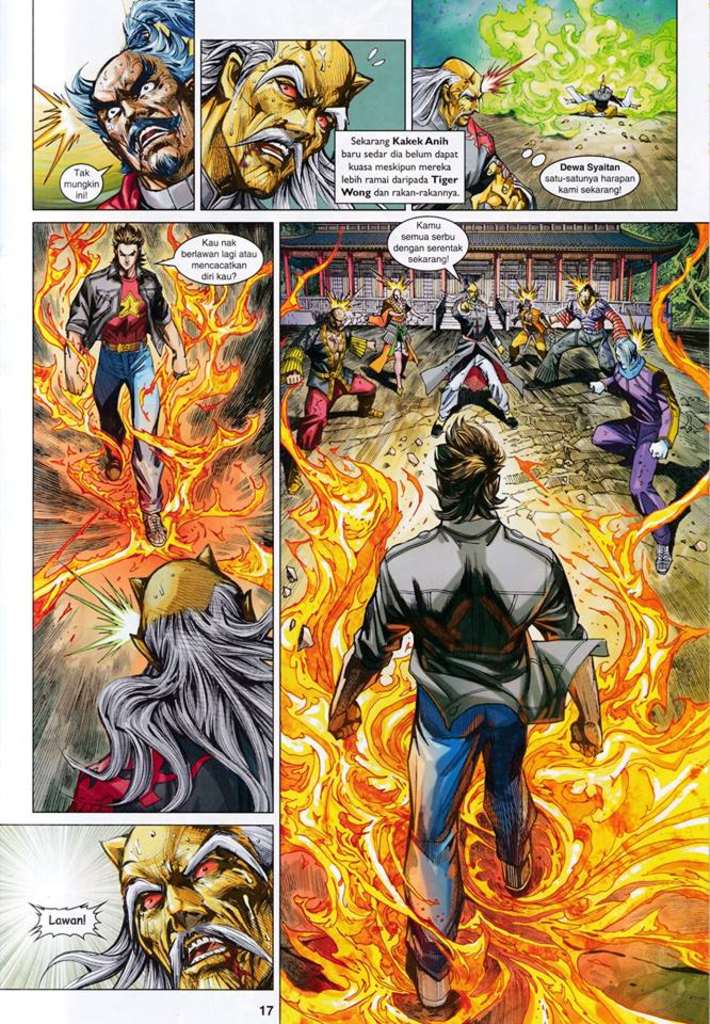 Tak
mungkin
ini!
Sekarang Kakek Anih
baru sedar dia belum dapat
kuasa meskipun mereka
lebih ramai daripada Tiger
Wong dan rakan-rakannya.
Dewa Syaitan
satu-satunya harapan
kami sekarang!
Kau nak
berlawan lagi atau
mencacatkan
diri kau?
Kamu
semua serbu
dengan serentak
sekarang!
Lawan!
17